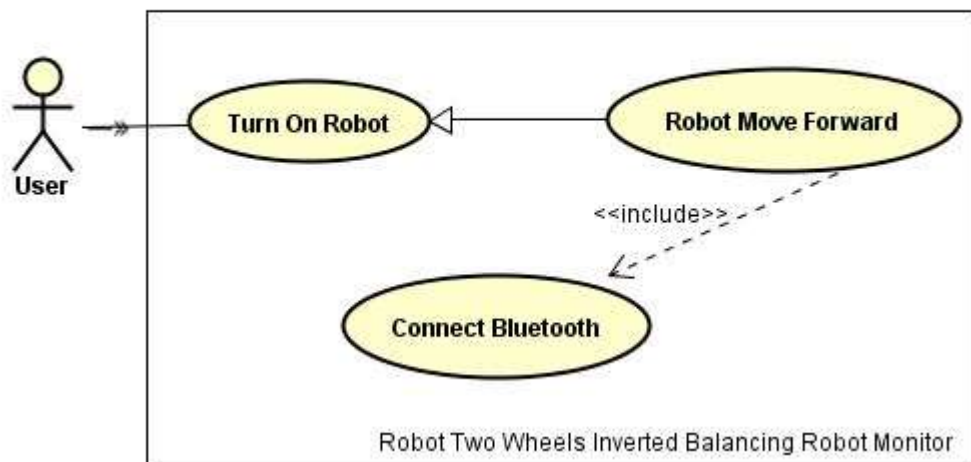 Turn On Robot
Robot Move Forward
User
<<include>>
Connect Bluetooth
Robot Two Wheels Inverted Balancing Robot Monitor